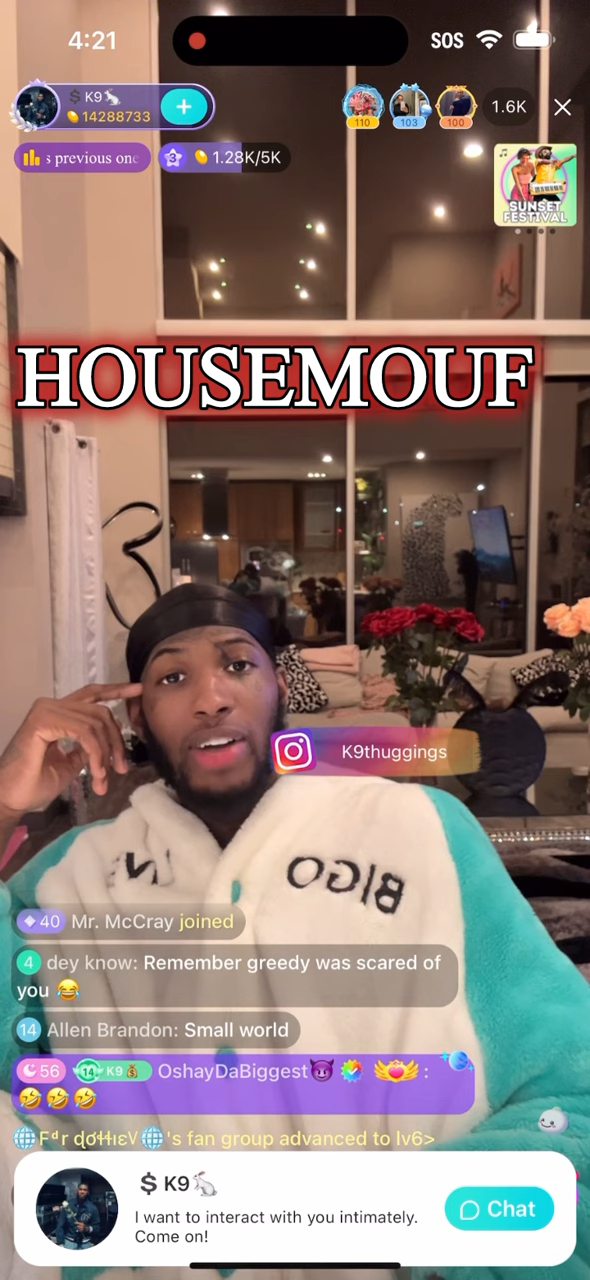 4:21
SOS
$ K9🐇
14288733
+
110
103
100
1.6K
s previous one
3
1.28K/5K
SUNSET
FESTIVAL
HOUSEMOUF
K9thuggings
BIGO
40 Mr. McCray joined
4 dey know: Remember greedy was scared of
you 😂
14 Allen Brandon: Small world
56 14 K9💰 OshayDaBiggest😈 :
🤣🤣🤣
's fan group advanced to lv6>
$ K9🐇
I want to interact with you intimately.
Come on!
Chat